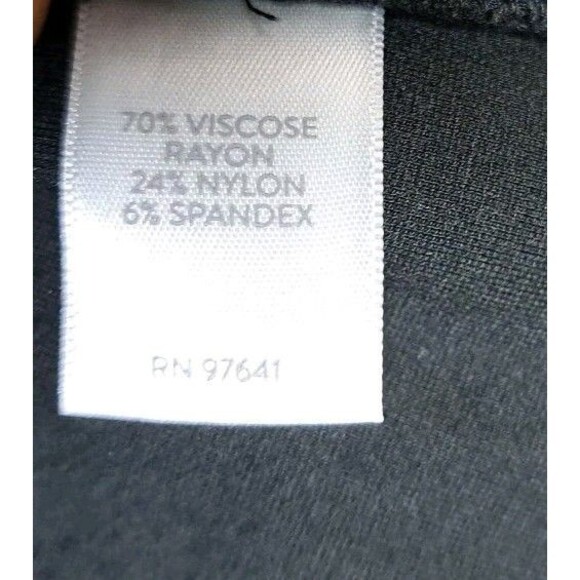 70% VISCOSE
RAYON
24% NYLON
6% SPANDEX
RN 97641